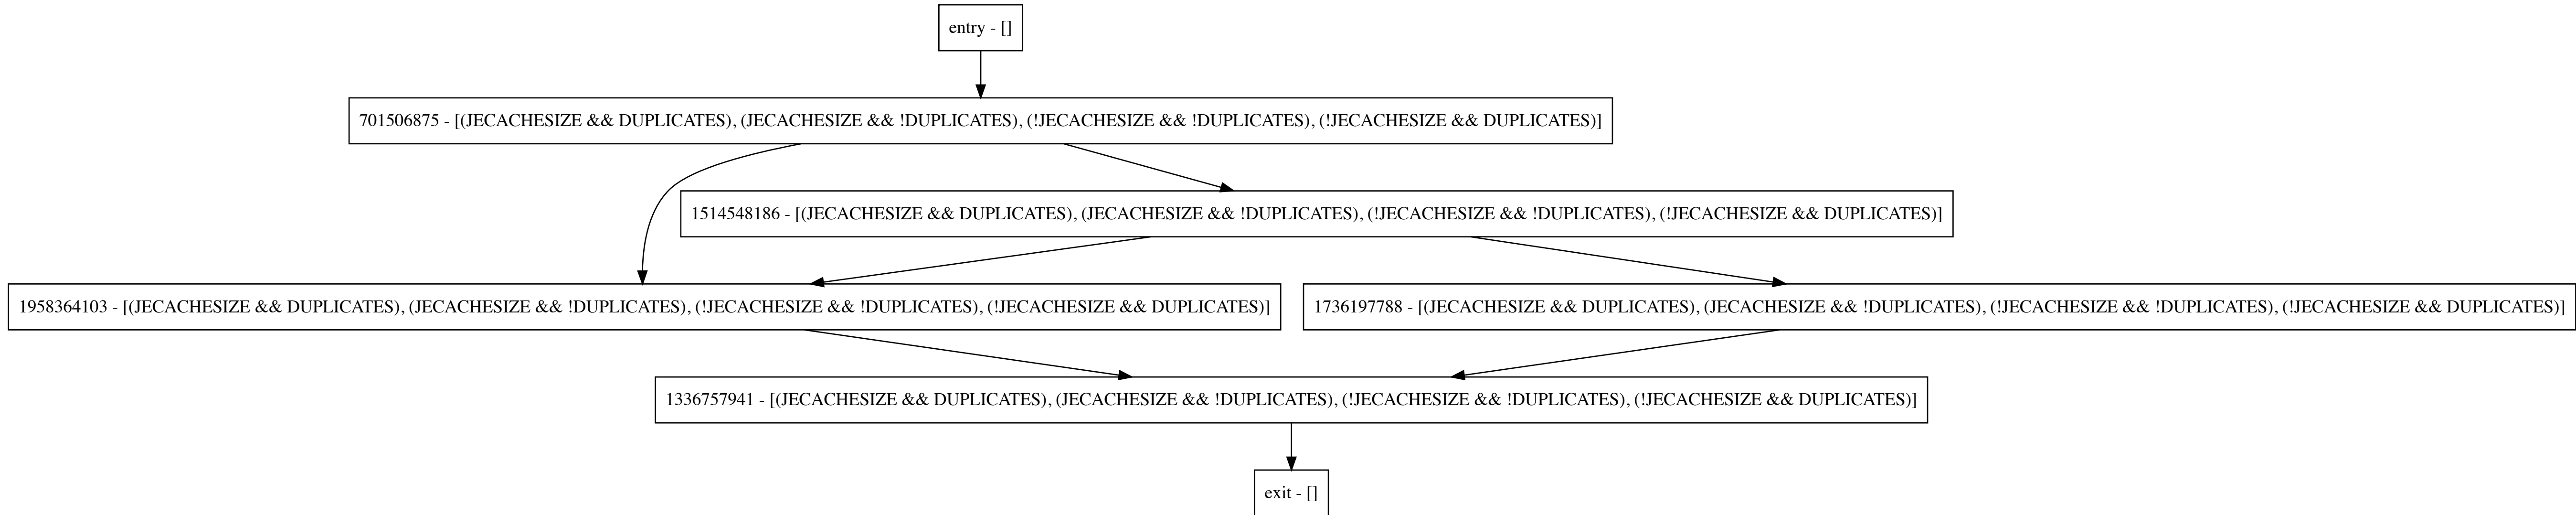 entry - []
701506875 - [(JECACHESIZE && DUPLICATES), (JECACHESIZE && !DUPLICATES), (!JECACHESIZE && !DUPLICATES), (!JECACHESIZE && DUPLICATES)]
1514548186 - [(JECACHESIZE && DUPLICATES), (JECACHESIZE && !DUPLICATES), (!JECACHESIZE && !DUPLICATES), (!JECACHESIZE && DUPLICATES)]
1958364103 - [(JECACHESIZE && DUPLICATES), (JECACHESIZE && !DUPLICATES), (!JECACHESIZE && !DUPLICATES), (!JECACHESIZE && DUPLICATES)]
1736197788 - [(JECACHESIZE && DUPLICATES), (JECACHESIZE && !DUPLICATES), (!JECACHESIZE && !DUPLICATES), (!JECACHESIZE && DUPLICATES)]
1336757941 - [(JECACHESIZE && DUPLICATES), (JECACHESIZE && !DUPLICATES), (!JECACHESIZE && !DUPLICATES), (!JECACHESIZE && DUPLICATES)]
exit - []